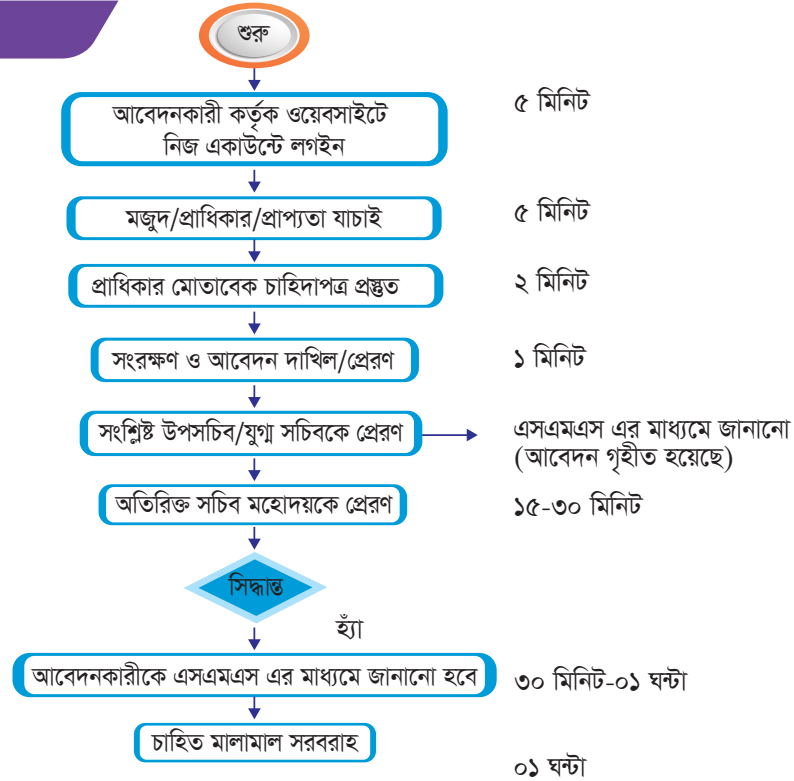 শুরু
আবেদনকারী কর্তৃক ওয়েবসাইটে
নিজ একাউন্টে লগইন
৫ মিনিট
মজুদ/প্রাধিকার/প্রাপ্যতা যাচাই
৫ মিনিট
প্রাধিকার মোতাবেক চাহিদাপত্র প্রস্তুত
২ মিনিট
সংরক্ষণ ও আবেদন দাখিল/প্রেরণ
১ মিনিট
সংশ্লিষ্ট উপসচিব/যুগ্ম সচিবকে প্রেরণ
এসএমএস এর মাধ্যমে জানানো
(আবেদন গৃহীত হয়েছে)
অতিরিক্ত সচিব মহোদয়কে প্রেরণ
১৫-৩০ মিনিট
সিদ্ধান্ত
হ্যাঁ
আবেদনকারীকে এসএমএস এর মাধ্যমে জানানো হবে
৩০ মিনিট-০১ ঘন্টা
চাহিত মালামাল সরবরাহ
০১ ঘন্টা